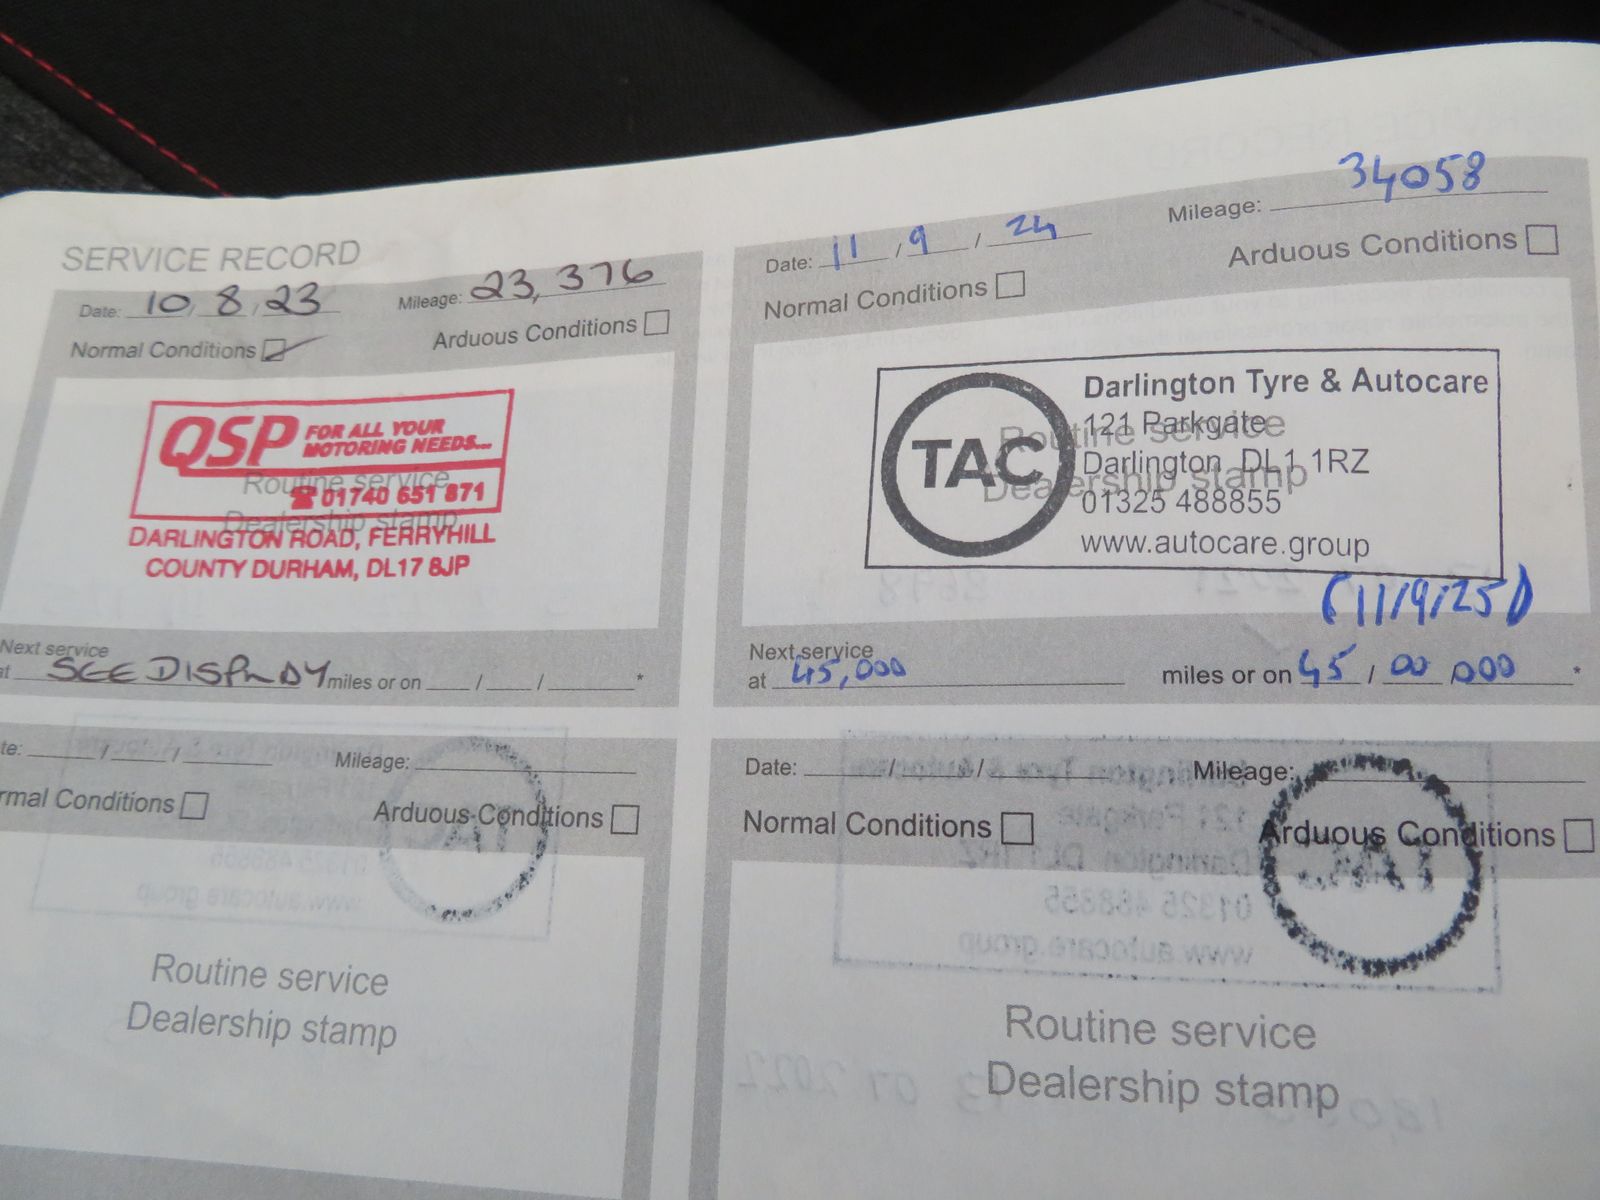 SERVICE RECORD
Date: 10 / 8 / 23 Mileage: 23,376
Normal Conditions Arduous Conditions
QSP FOR ALL YOUR
MOTORING NEEDS...
Routine service
☎ 01740 651 871
Dealership stamp
DARLINGTON ROAD, FERRYHILL
COUNTY DURHAM, DL17 8JP
Next service
at SEE DISPLAY miles or on / / *
Date: 11 / 9 / 24 Mileage: 34058
Normal Conditions Arduous Conditions
Darlington Tyre & Autocare
121 Parkgate
Routine service
TAC
Darlington DL1 1RZ
Dealership stamp
01325 488855
www.autocare.group
(11/9/25)
Next service
at 45,000 miles or on 45 / 00 / 000 *
te: / / Mileage:
rmal Conditions Arduous Conditions
Routine service
Dealership stamp
Date: / / Mileage:
Normal Conditions Arduous Conditions
Routine service
Dealership stamp